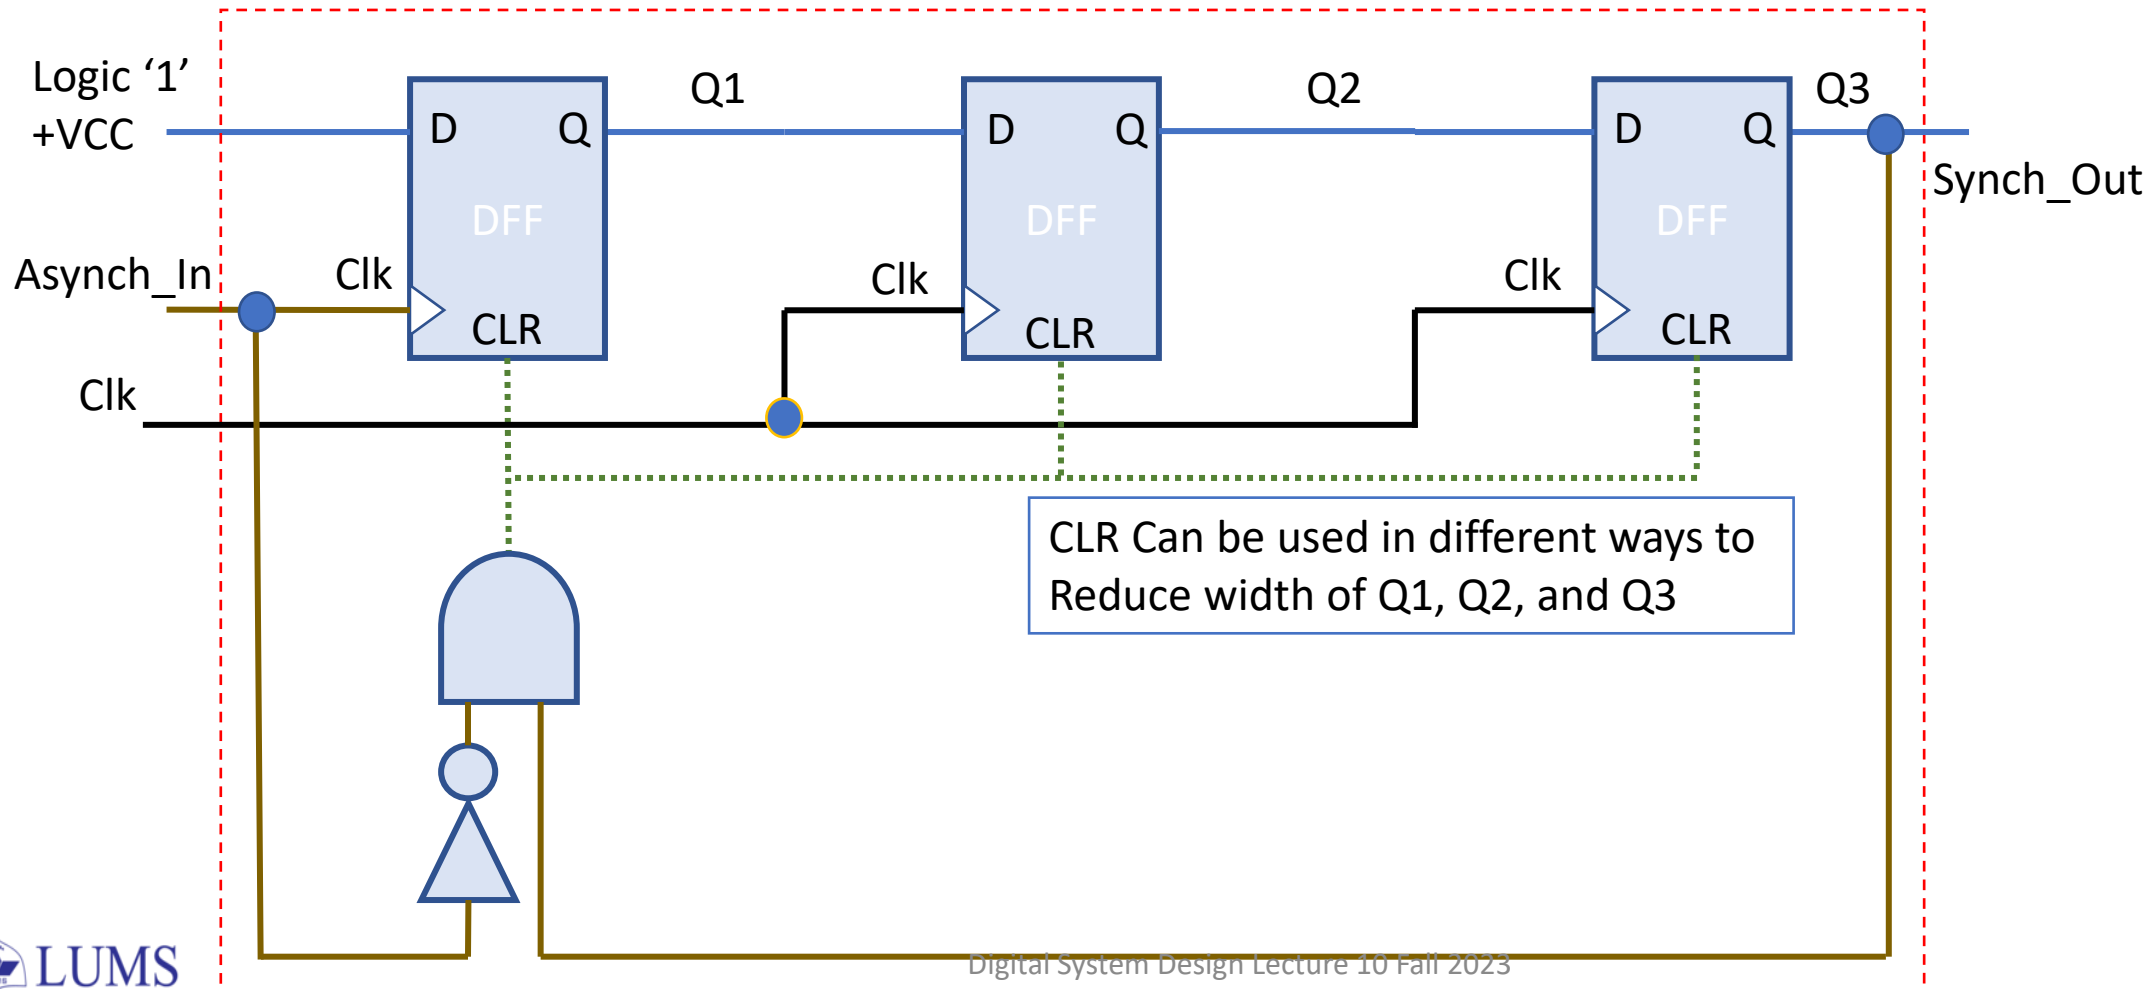 Logic ‘1’
+VCC
Q1
Q2
Q3
D
Q
DFF
CLR
D
Q
DFF
CLR
D
Q
DFF
CLR
Synch_Out
Asynch_In
Clk
Clk
Clk
Clk
CLR Can be used in different ways to
Reduce width of Q1, Q2, and Q3
LUMS
Digital System Design Lecture 10 Fall 2023